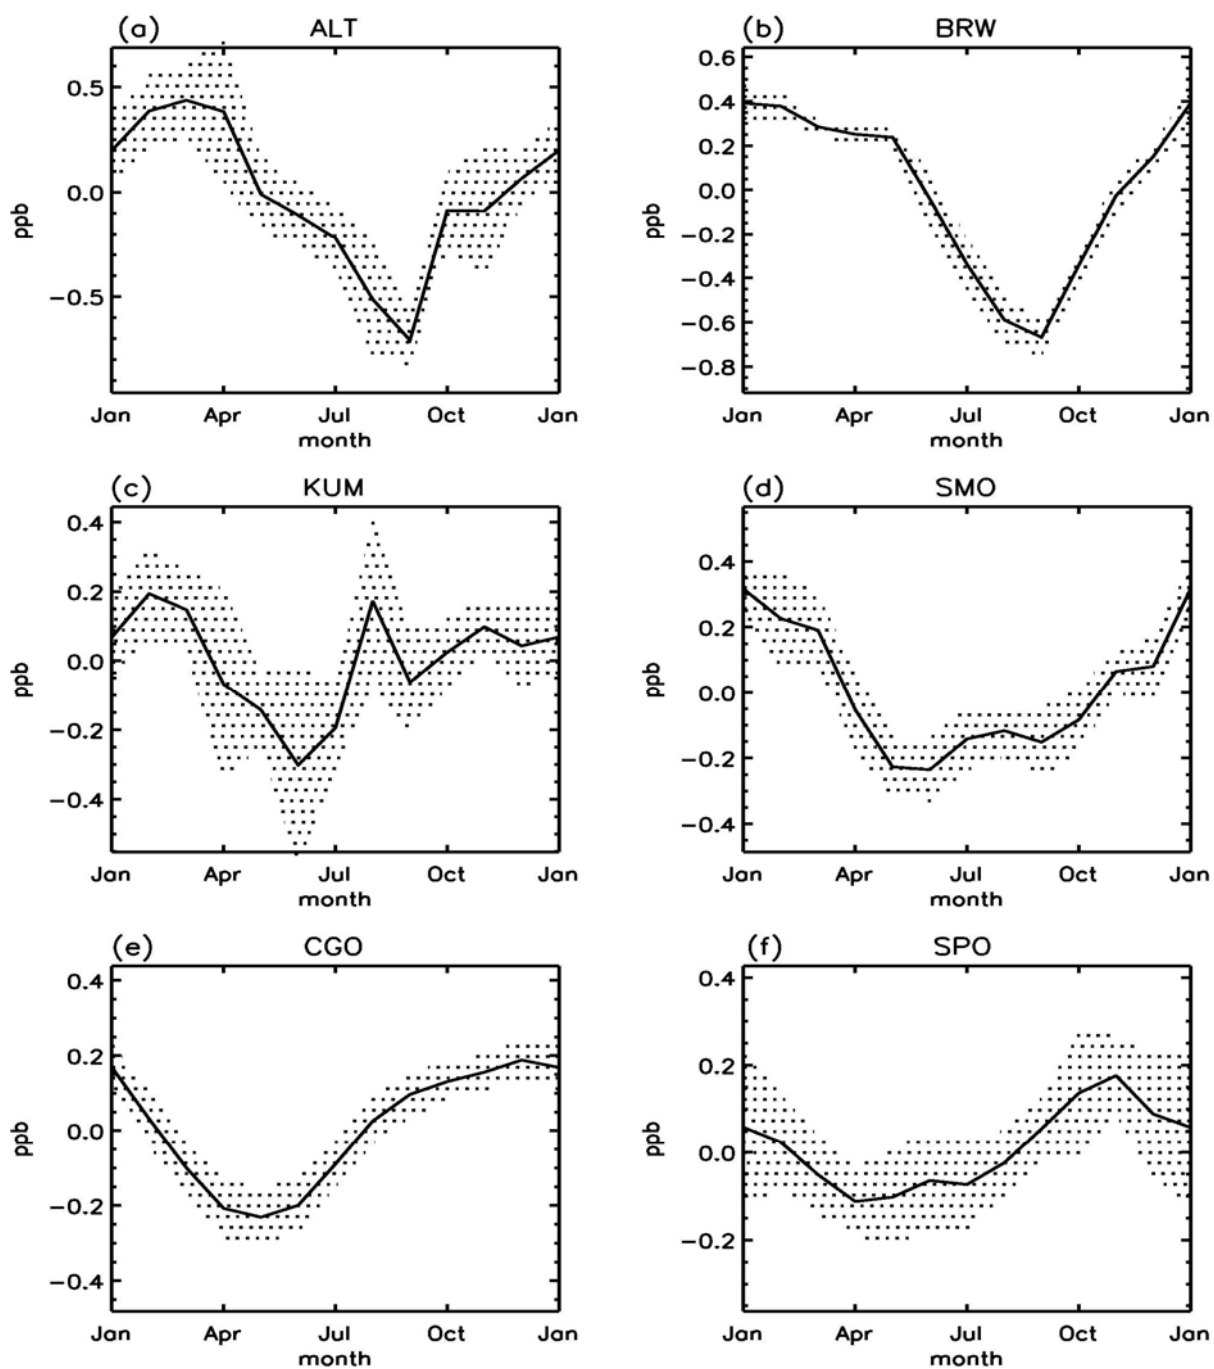 (a) ALT
ppb
0.5
0.0
−0.5
Jan Apr Jul Oct Jan
month
(b) BRW
ppb
0.6
0.4
0.2
0.0
−0.2
−0.4
−0.6
−0.8
Jan Apr Jul Oct Jan
month
(c) KUM
ppb
0.4
0.2
0.0
−0.2
−0.4
Jan Apr Jul Oct Jan
month
(d) SMO
ppb
0.4
0.2
0.0
−0.2
−0.4
Jan Apr Jul Oct Jan
month
(e) CGO
ppb
0.4
0.2
0.0
−0.2
−0.4
Jan Apr Jul Oct Jan
month
(f) SPO
ppb
0.4
0.2
0.0
−0.2
Jan Apr Jul Oct Jan
month